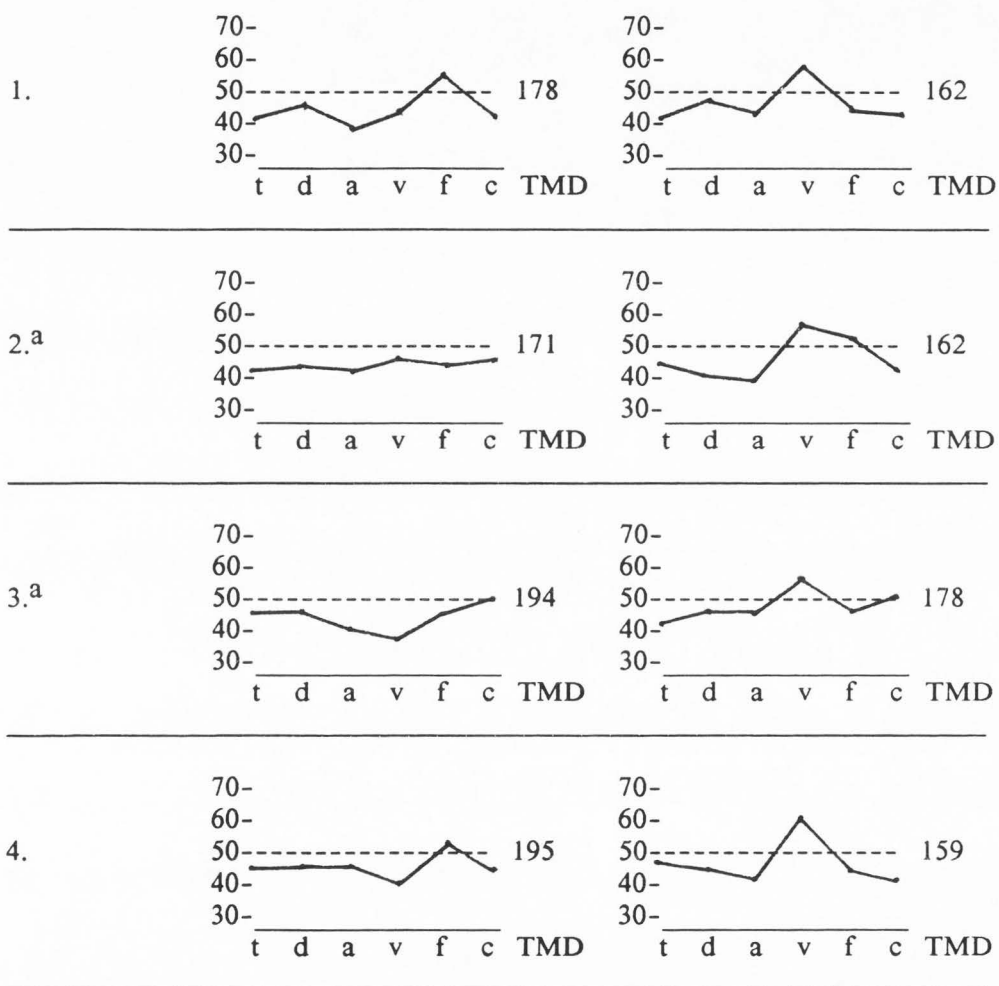 70- 70-
60- 60-
1. 50 178 50 162
40- 40-
30- 30-
t d a v f c TMD t d a v f c TMD
70- 70-
60- 60-
2.a 50 171 50 162
40- 40-
30- 30-
t d a v f c TMD t d a v f c TMD
70- 70-
60- 60-
3.a 50 194 50 178
40- 40-
30- 30-
t d a v f c TMD t d a v f c TMD
70- 70-
60- 60-
4. 50 195 50 159
40- 40-
30- 30-
t d a v f c TMD t d a v f c TMD